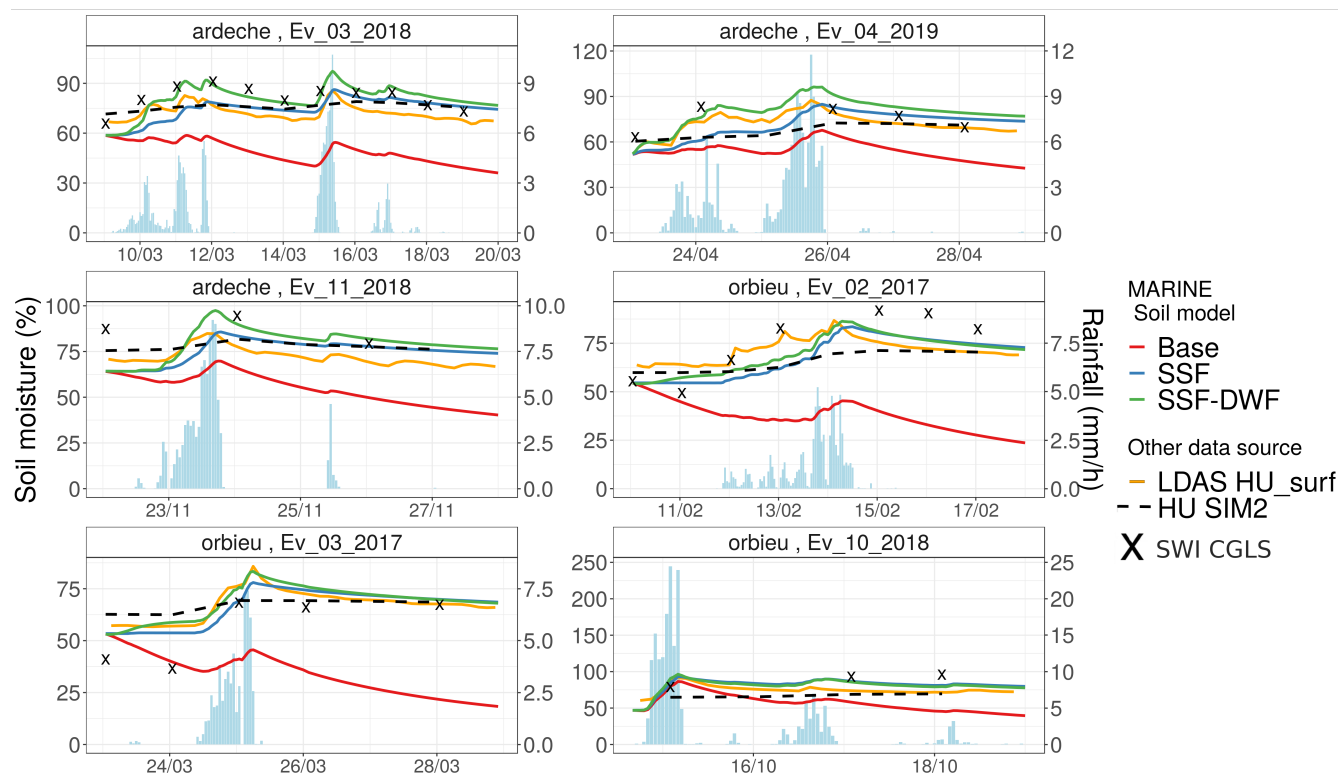 ardeche , Ev_03_2018
90
60
30
0
9
6
3
0
10/03 12/03 14/03 16/03 18/03 20/03
ardeche , Ev_04_2019
120
90
60
30
0
12
9
6
3
0
24/04 26/04 28/04
ardeche , Ev_11_2018
100
75
50
25
0
10.0
7.5
5.0
2.5
0.0
23/11 25/11 27/11
orbieu , Ev_02_2017
75
50
25
0
7.5
5.0
2.5
0.0
11/02 13/02 15/02 17/02
orbieu , Ev_03_2017
75
50
25
0
7.5
5.0
2.5
0.0
24/03 26/03 28/03
orbieu , Ev_10_2018
250
200
150
100
50
0
25
20
15
10
5
0
16/10 18/10
Soil moisture (%)
Rainfall (mm/h)
MARINE
Soil model
Base
SSF
SSF-DWF
Other data source
LDAS HU_surf
HU SIM2
X SWI CGLS